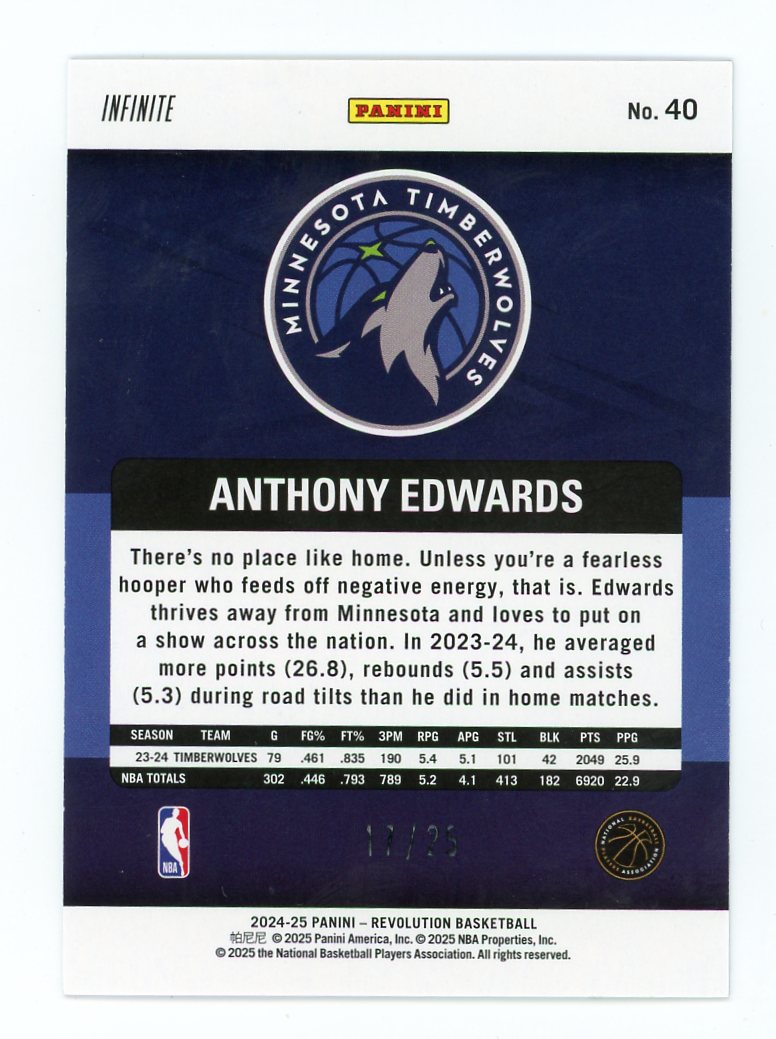 INFINITE
PANINI
No. 40
MINNESOTA TIMBERWOLVES
ANTHONY EDWARDS
There's no place like home. Unless you're a fearless
hooper who feeds off negative energy, that is. Edwards
thrives away from Minnesota and loves to put on
a show across the nation. In 2023-24, he averaged
more points (26.8), rebounds (5.5) and assists
(5.3) during road tilts than he did in home matches.
SEASON TEAM G FG% FT% 3PM RPG APG STL BLK PTS PPG
23-24 TIMBERWOLVES 79 .461 .835 190 5.4 5.1 101 42 2049 25.9
NBA TOTALS 302 .446 .793 789 5.2 4.1 413 182 6920 22.9
17/25
NBA
NATIONAL BASKETBALL
PLAYERS ASSOCIATION
2024-25 PANINI – REVOLUTION BASKETBALL
帕尼尼 © 2025 Panini America, Inc. © 2025 NBA Properties, Inc.
© 2025 the National Basketball Players Association. All rights reserved.